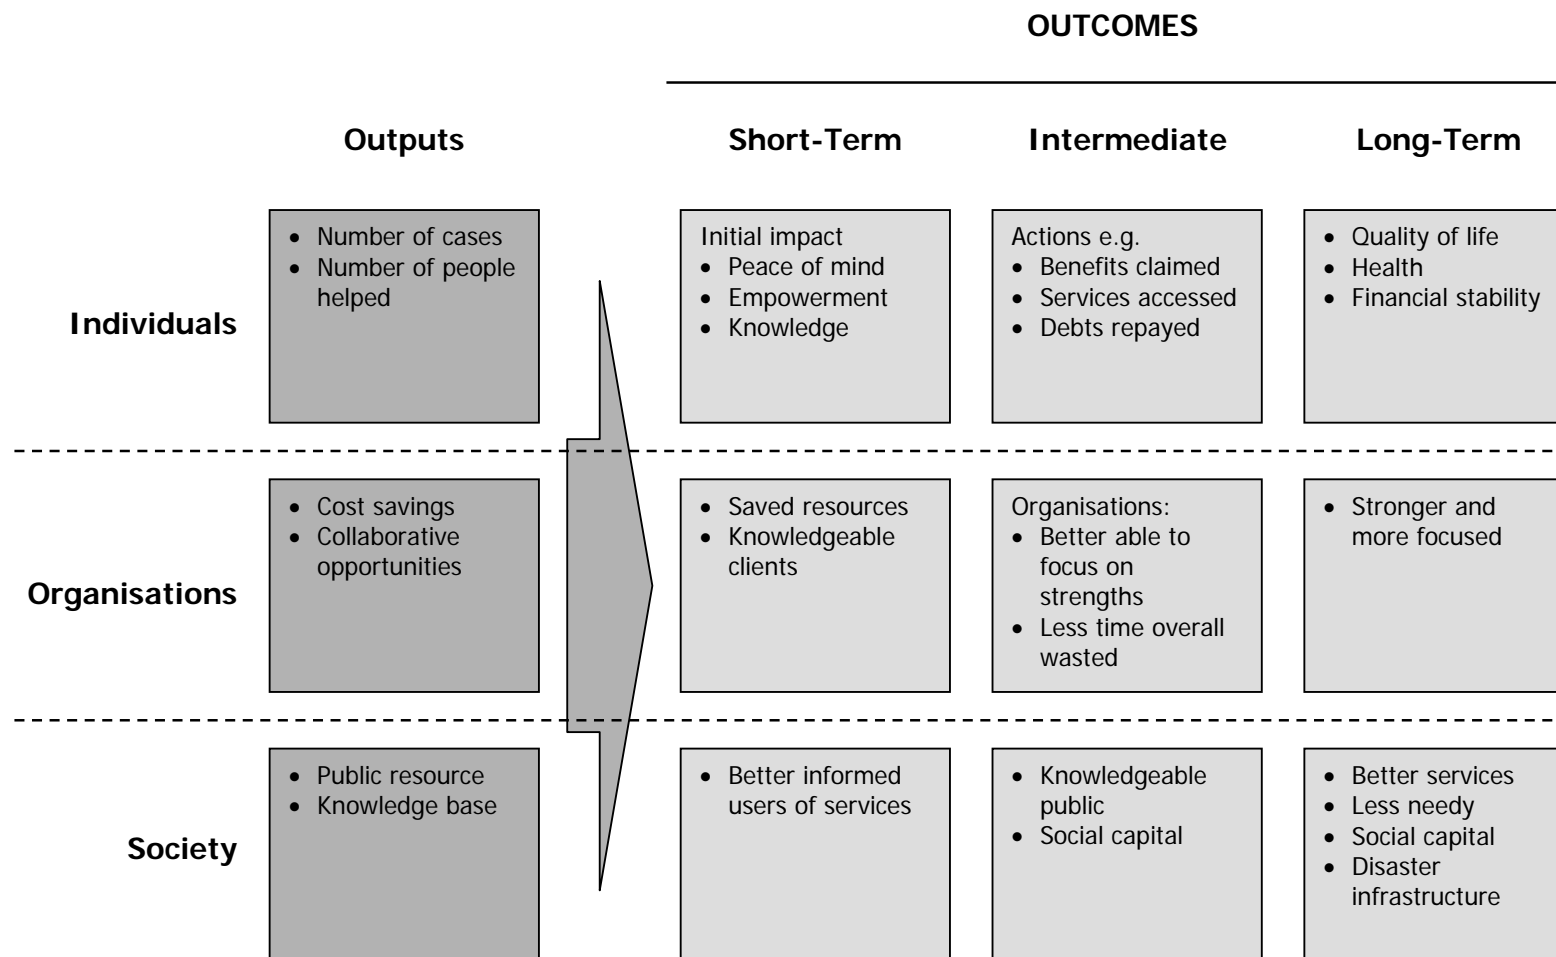 OUTCOMES
Outputs
Short-Term
Intermediate
Long-Term
Individuals
• Number of cases
• Number of people
helped
Initial impact
• Peace of mind
• Empowerment
• Knowledge
Actions e.g.
• Benefits claimed
• Services accessed
• Debts repayed
• Quality of life
• Health
• Financial stability
Organisations
• Cost savings
• Collaborative
opportunities
• Saved resources
• Knowledgeable
clients
Organisations:
• Better able to
focus on
strengths
• Less time overall
wasted
• Stronger and
more focused
Society
• Public resource
• Knowledge base
• Better informed
users of services
• Knowledgeable
public
• Social capital
• Better services
• Less needy
• Social capital
• Disaster
infrastructure